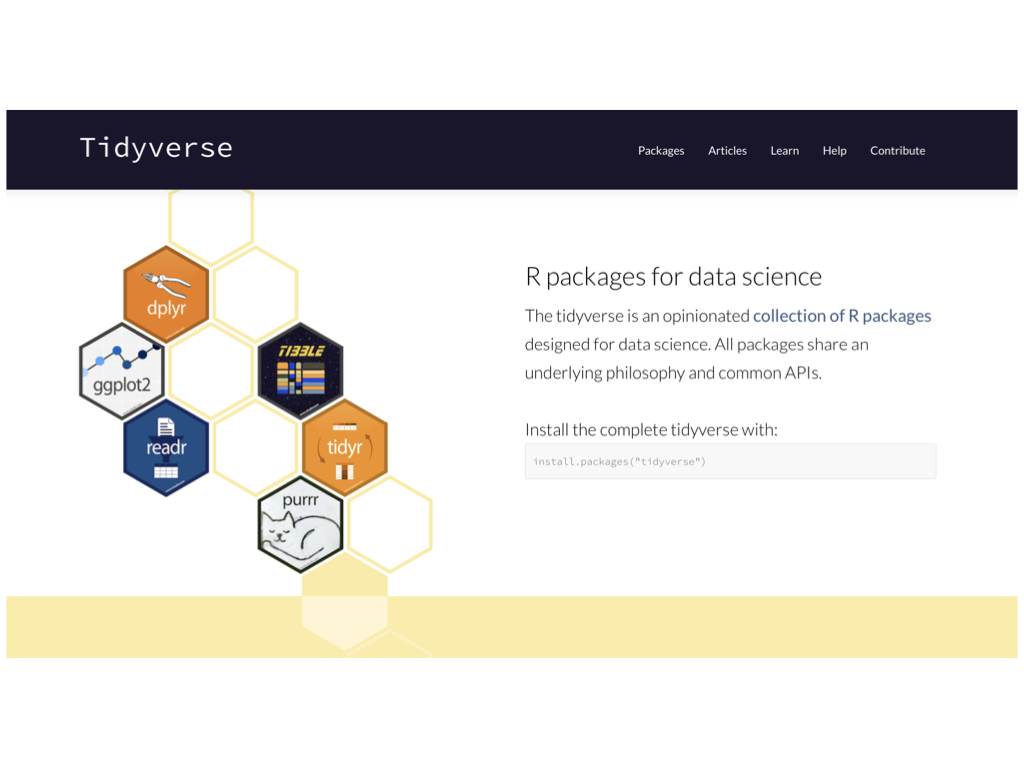 Tidyverse
Packages Articles Learn Help Contribute
dplyr
ggplot2
TIBBLE
readr
tidyr
purrr
R packages for data science
The tidyverse is an opinionated collection of R packages
designed for data science. All packages share an
underlying philosophy and common APIs.
Install the complete tidyverse with:
install.packages("tidyverse")